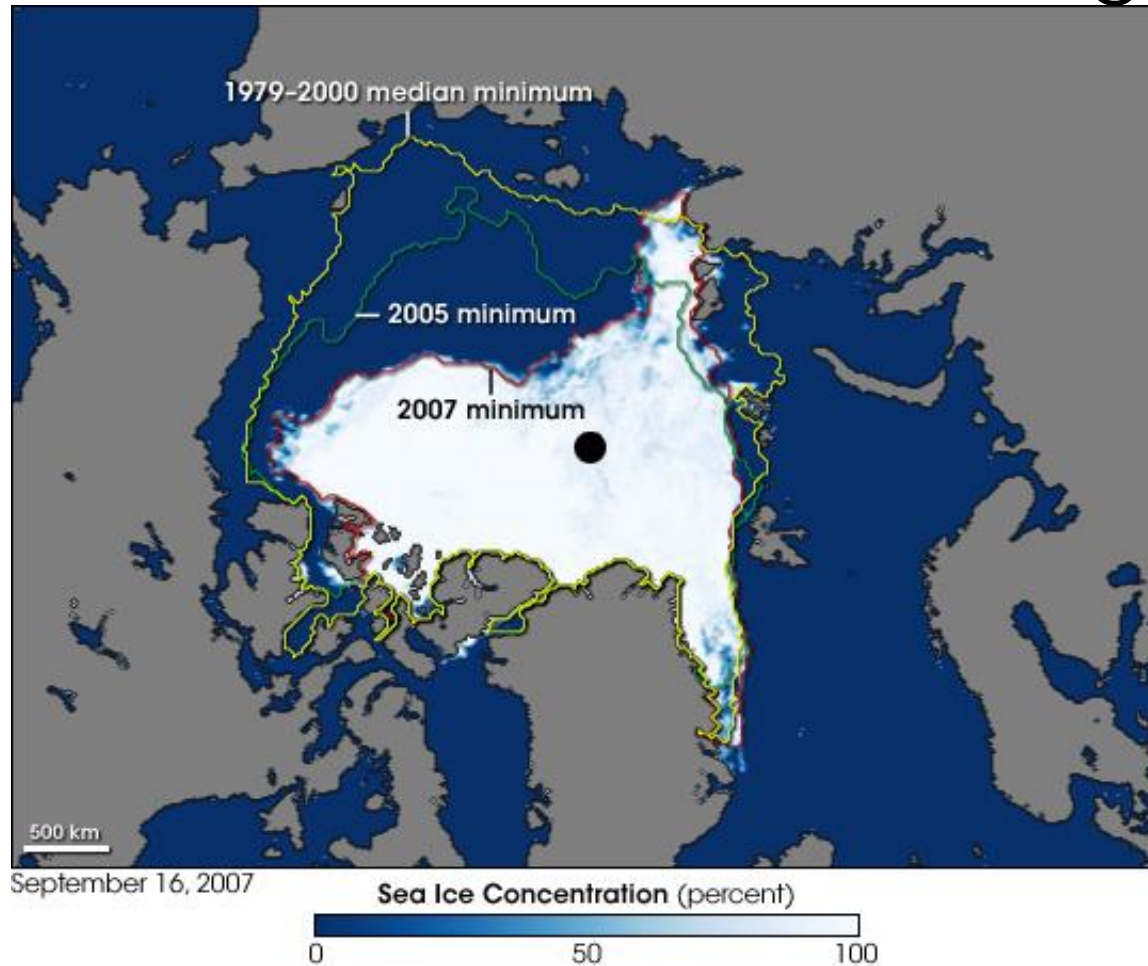 1979–2000 median minimum
2005 minimum
2007 minimum
500 km
September 16, 2007
Sea Ice Concentration (percent)
0 50 100